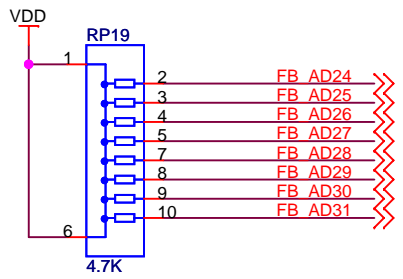 VDD
RP19
1
2 FB_AD24
3 FB_AD25
4 FB_AD26
5 FB_AD27
7 FB_AD28
8 FB_AD29
9 FB_AD30
10 FB_AD31
6
4.7K